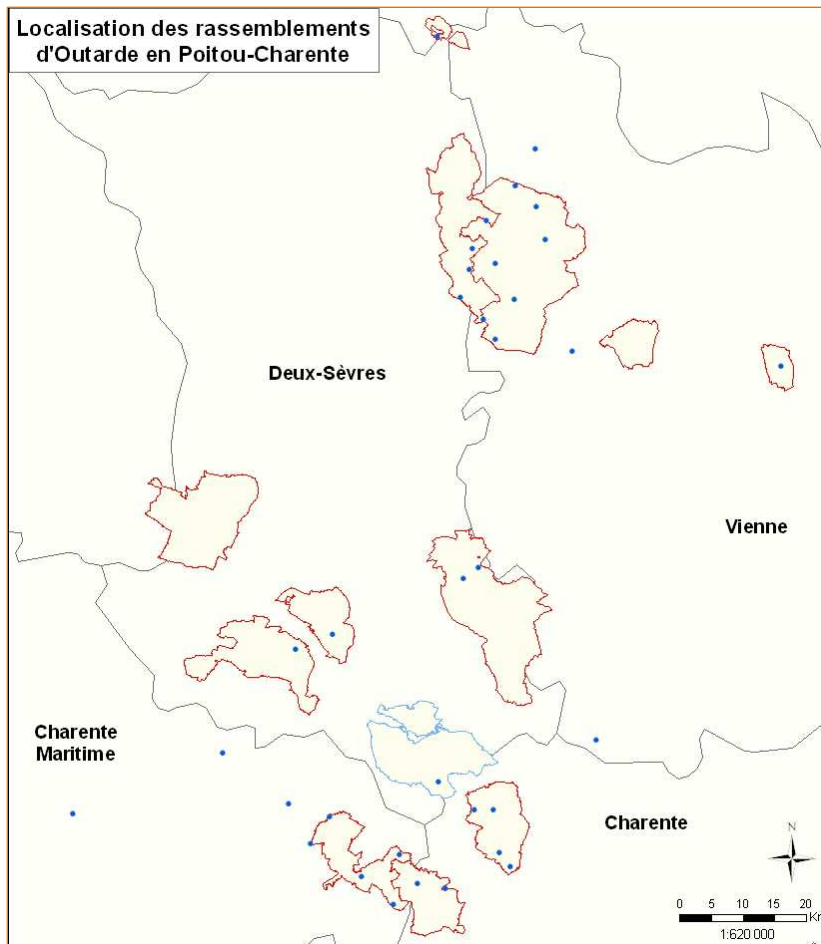 Localisation des rassemblements
d'Outarde en Poitou-Charente
Deux-Sèvres
Vienne
Charente
Maritime
Charente
N
0 5 10 15 20
Km
1:620 000